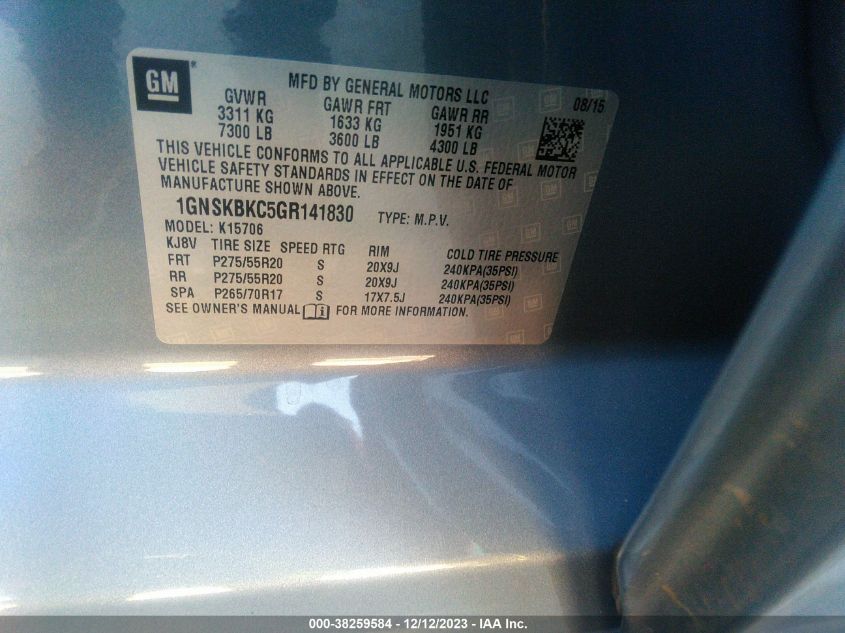 GM
MFD BY GENERAL MOTORS LLC
08/15
GVWR GAWR FRT GAWR RR
3311 KG 1633 KG 1951 KG
7300 LB 3600 LB 4300 LB
THIS VEHICLE CONFORMS TO ALL APPLICABLE U.S. FEDERAL MOTOR
VEHICLE SAFETY STANDARDS IN EFFECT ON THE DATE OF
MANUFACTURE SHOWN ABOVE.
1GNSKBKC5GR141830 TYPE: M.P.V.
MODEL: K15706
KJ8V TIRE SIZE SPEED RTG RIM COLD TIRE PRESSURE
FRT P275/55R20 S 20X9J 240KPA(35PSI)
RR P275/55R20 S 20X9J 240KPA(35PSI)
SPA P265/70R17 S 17X7.5J 240KPA(35PSI)
SEE OWNER'S MANUAL FOR MORE INFORMATION.
000-38259584 - 12/12/2023 - IAA Inc.